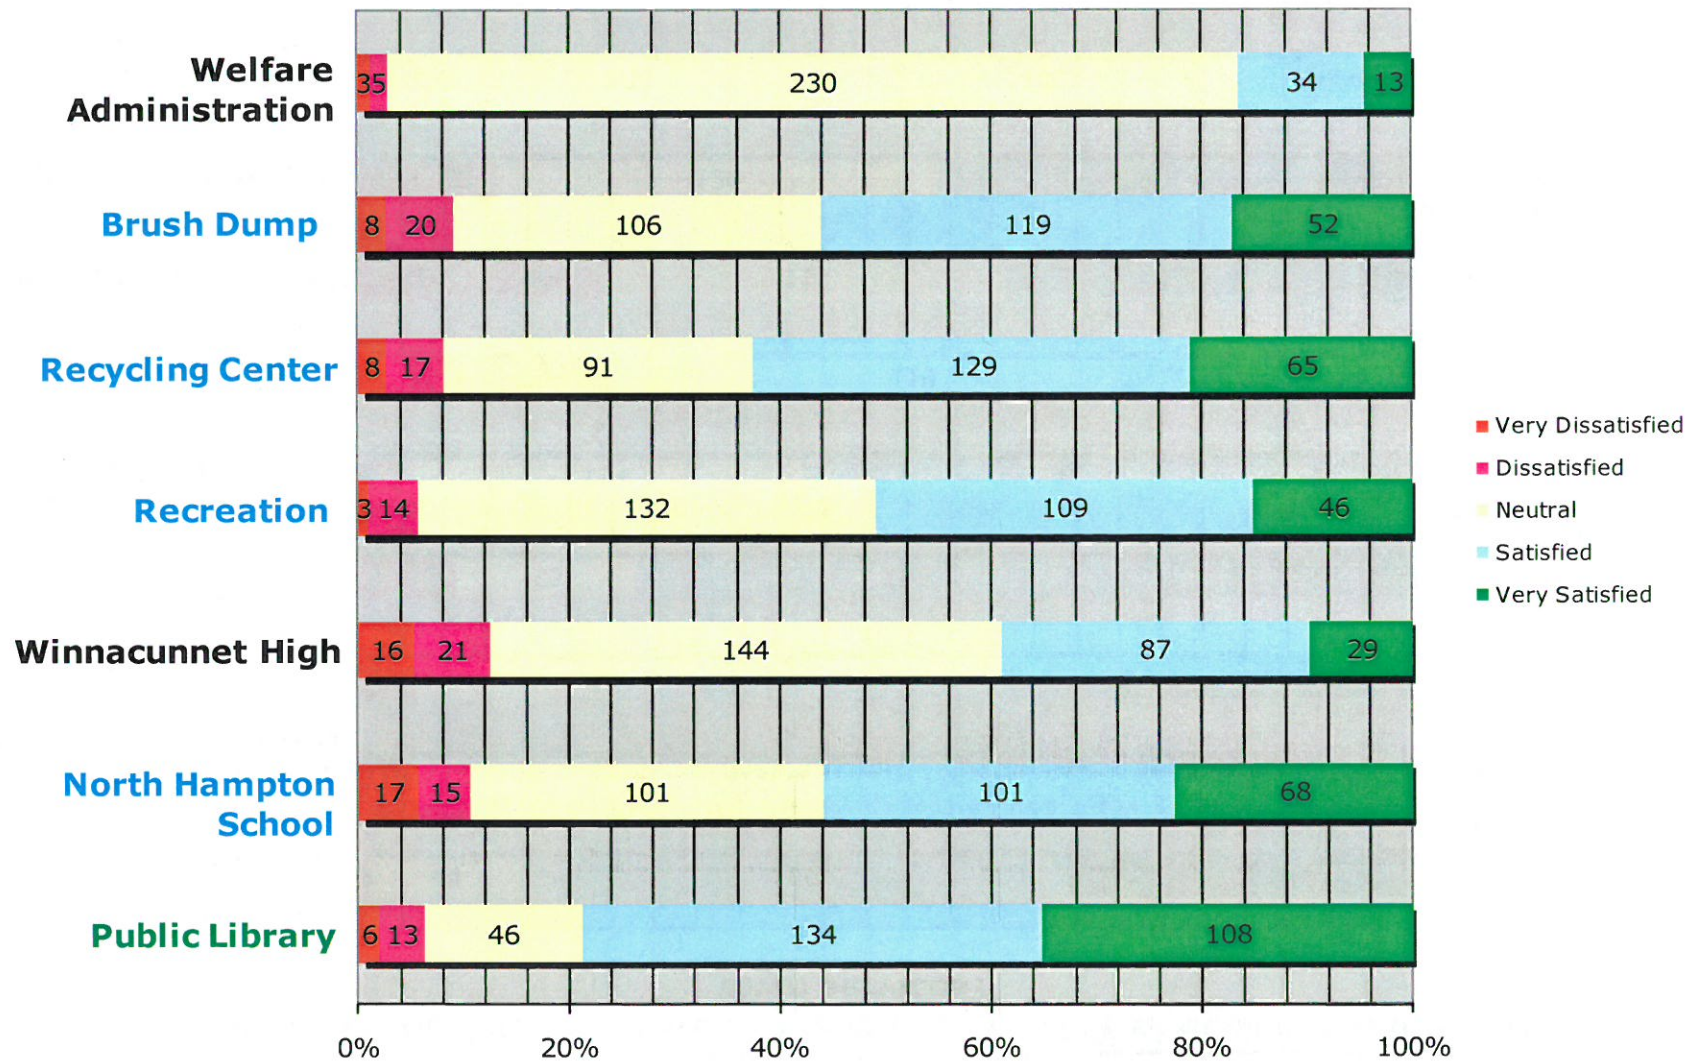 Welfare
Administration
35 230 34 13
Brush Dump
8 20 106 119 52
Recycling Center
8 17 91 129 65
Recreation
3 14 132 109 46
Winnacunnet High
16 21 144 87 29
North Hampton
School
17 15 101 101 68
Public Library
6 13 46 134 108
0% 20% 40% 60% 80% 100%
Very Dissatisfied
Dissatisfied
Neutral
Satisfied
Very Satisfied